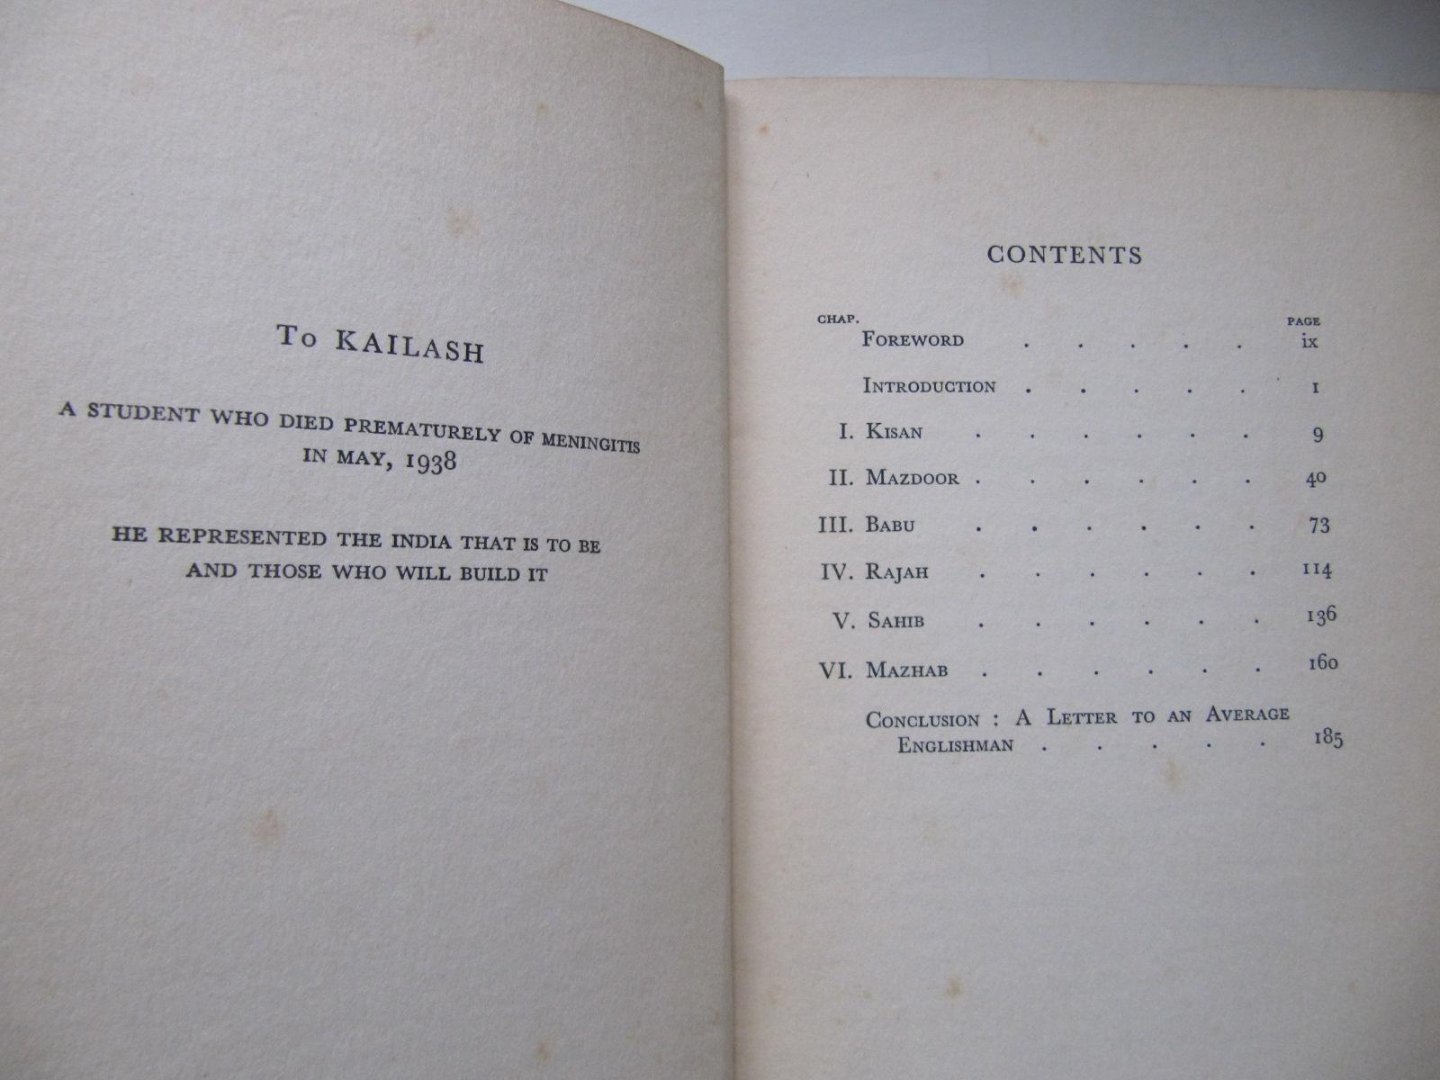 To KAILASH
A STUDENT WHO DIED PREMATURELY OF MENINGITIS
IN MAY, 1938
HE REPRESENTED THE INDIA THAT IS TO BE
AND THOSE WHO WILL BUILD IT
CONTENTS
CHAP. PAGE
FOREWORD . . . . . ix
INTRODUCTION . . . . . 1
I. KISAN . . . . . . 9
II. MAZDOOR . . . . . . 40
III. BABU . . . . . . 73
IV. RAJAH . . . . . . 114
V. SAHIB . . . . . . 136
VI. MAZHAB . . . . . . 160
CONCLUSION : A LETTER TO AN AVERAGE
ENGLISHMAN . . . . . 185